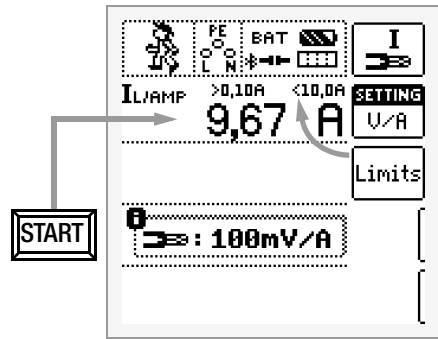 PE
BAT
L N
I
IL/AMP >0,10A <10,0A
9,67 A
SETTING
V/A
Limits
START
: 100mV/A